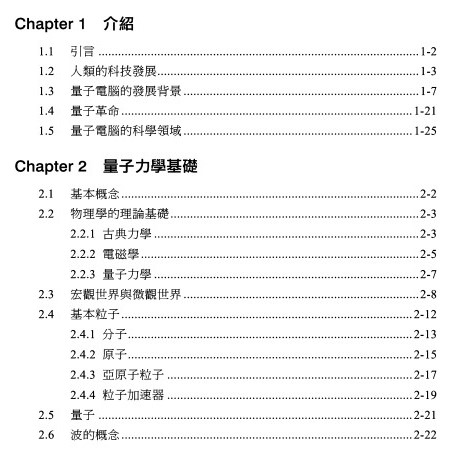 Chapter 1 介紹
1.1 引言 ........ 1-2
1.2 人類的科技發展 ........ 1-3
1.3 量子電腦的發展背景 ........ 1-7
1.4 量子革命 ........ 1-21
1.5 量子電腦的科學領域 ........ 1-25
Chapter 2 量子力學基礎
2.1 基本概念 ........ 2-2
2.2 物理學的理論基礎 ........ 2-3
2.2.1 古典力學 ........ 2-3
2.2.2 電磁學 ........ 2-5
2.2.3 量子力學 ........ 2-7
2.3 宏觀世界與微觀世界 ........ 2-8
2.4 基本粒子 ........ 2-12
2.4.1 分子 ........ 2-13
2.4.2 原子 ........ 2-15
2.4.3 亞原子粒子 ........ 2-17
2.4.4 粒子加速器 ........ 2-19
2.5 量子 ........ 2-21
2.6 波的概念 ........ 2-22